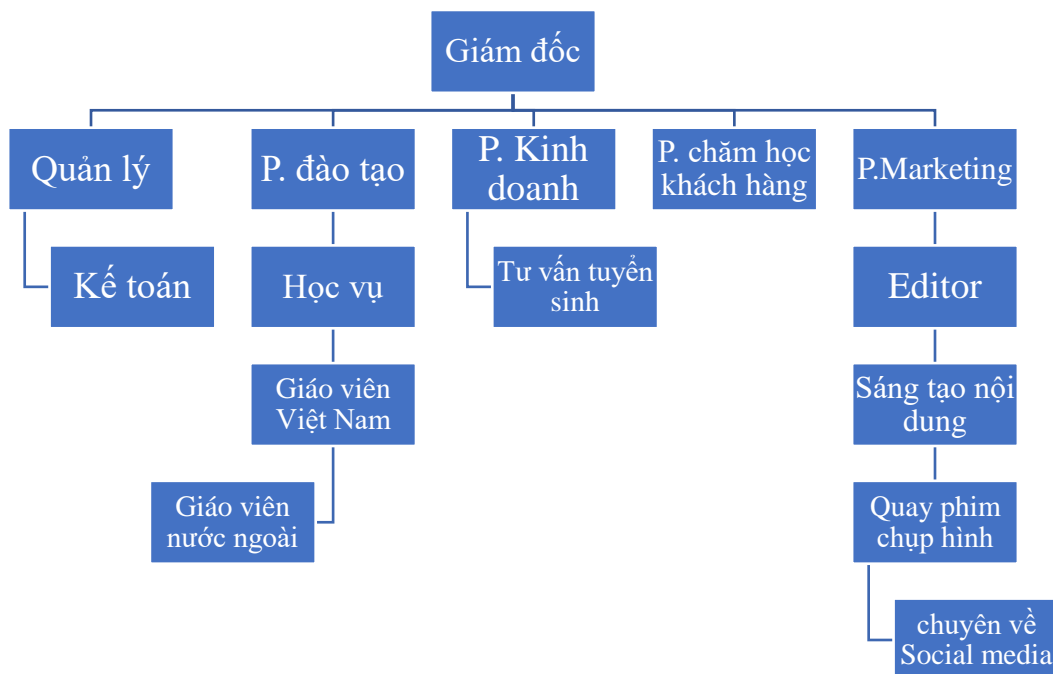 Giám đốc
Quản lý
P. đào tạo
P. Kinh
doanh
P. chăm học
khách hàng
P.Marketing
Kế toán
Học vụ
Tư vấn tuyển
sinh
Editor
Giáo viên
Việt Nam
Sáng tạo nội
dung
Giáo viên
nước ngoài
Quay phim
chụp hình
chuyên về
Social media